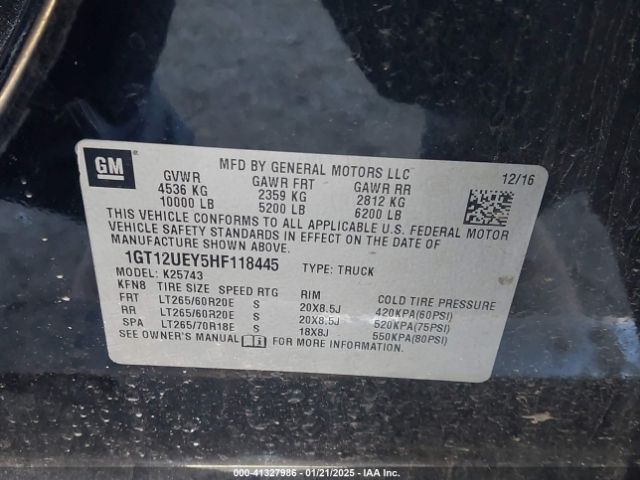 GM
MFD BY GENERAL MOTORS LLC
12/16
GVWR GAWR FRT GAWR RR
4536 KG 2359 KG 2812 KG
10000 LB 5200 LB 6200 LB
THIS VEHICLE CONFORMS TO ALL APPLICABLE U.S. FEDERAL MOTOR
VEHICLE SAFETY STANDARDS IN EFFECT ON THE DATE OF
MANUFACTURE SHOWN ABOVE.
1GT12UEY5HF118445 TYPE: TRUCK
MODEL: K25743
KFN8 TIRE SIZE SPEED RTG RIM COLD TIRE PRESSURE
FRT LT265/60R20E S 20X8.5J 420KPA(60PSI)
RR LT265/60R20E S 20X8.5J 520KPA(75PSI)
SPA LT265/70R18E S 18X8J 550KPA(80PSI)
SEE OWNER'S MANUAL FOR MORE INFORMATION.
000-41327986 - 01/21/2025 - IAA Inc.